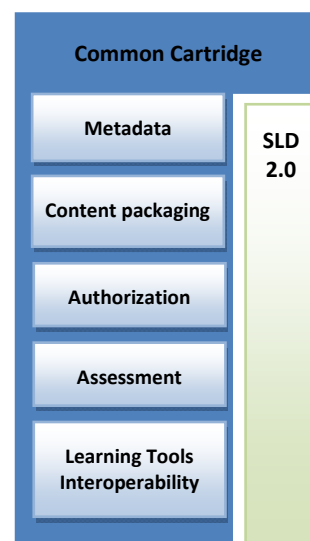 Common Cartridge
Metadata
SLD
2.0
Content packaging
Authorization
Assessment
Learning Tools
Interoperability